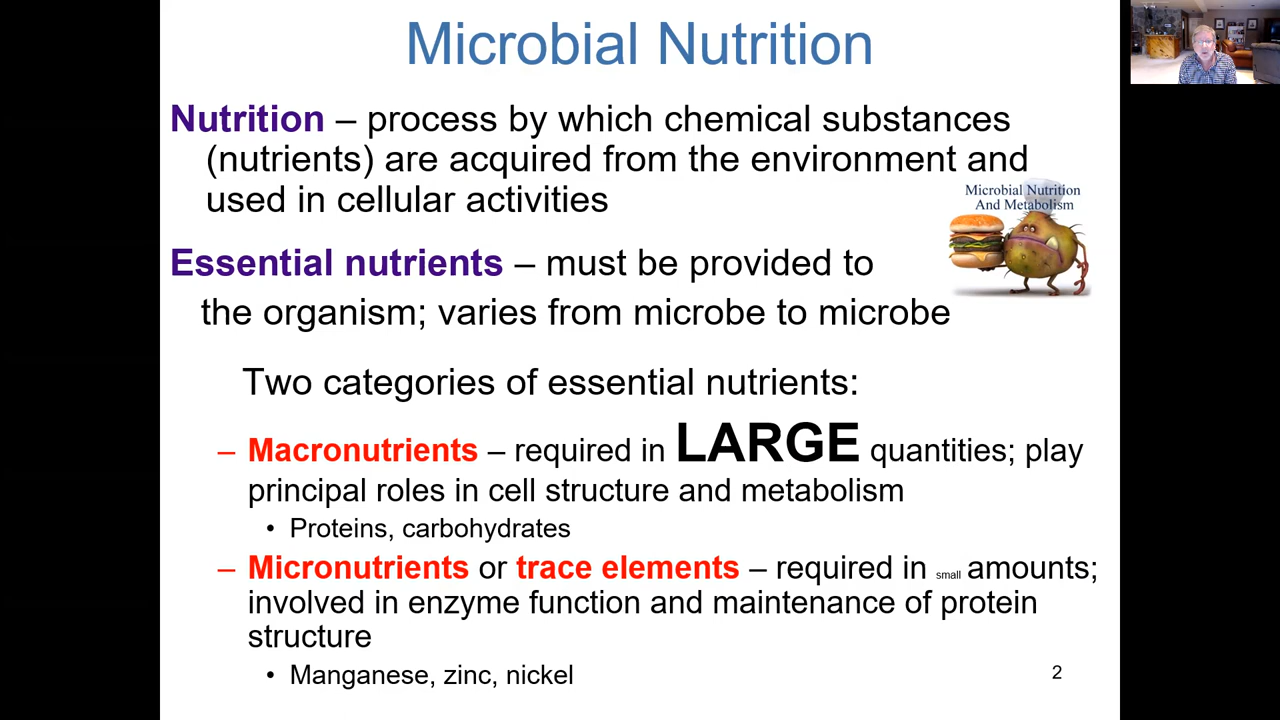 Microbial Nutrition
Nutrition – process by which chemical substances
(nutrients) are acquired from the environment and
used in cellular activities
Microbial Nutrition
And Metabolism
Essential nutrients – must be provided to
the organism; varies from microbe to microbe
Two categories of essential nutrients:
– Macronutrients – required in LARGE quantities; play
principal roles in cell structure and metabolism
• Proteins, carbohydrates
– Micronutrients or trace elements – required in small amounts;
involved in enzyme function and maintenance of protein
structure
• Manganese, zinc, nickel
2